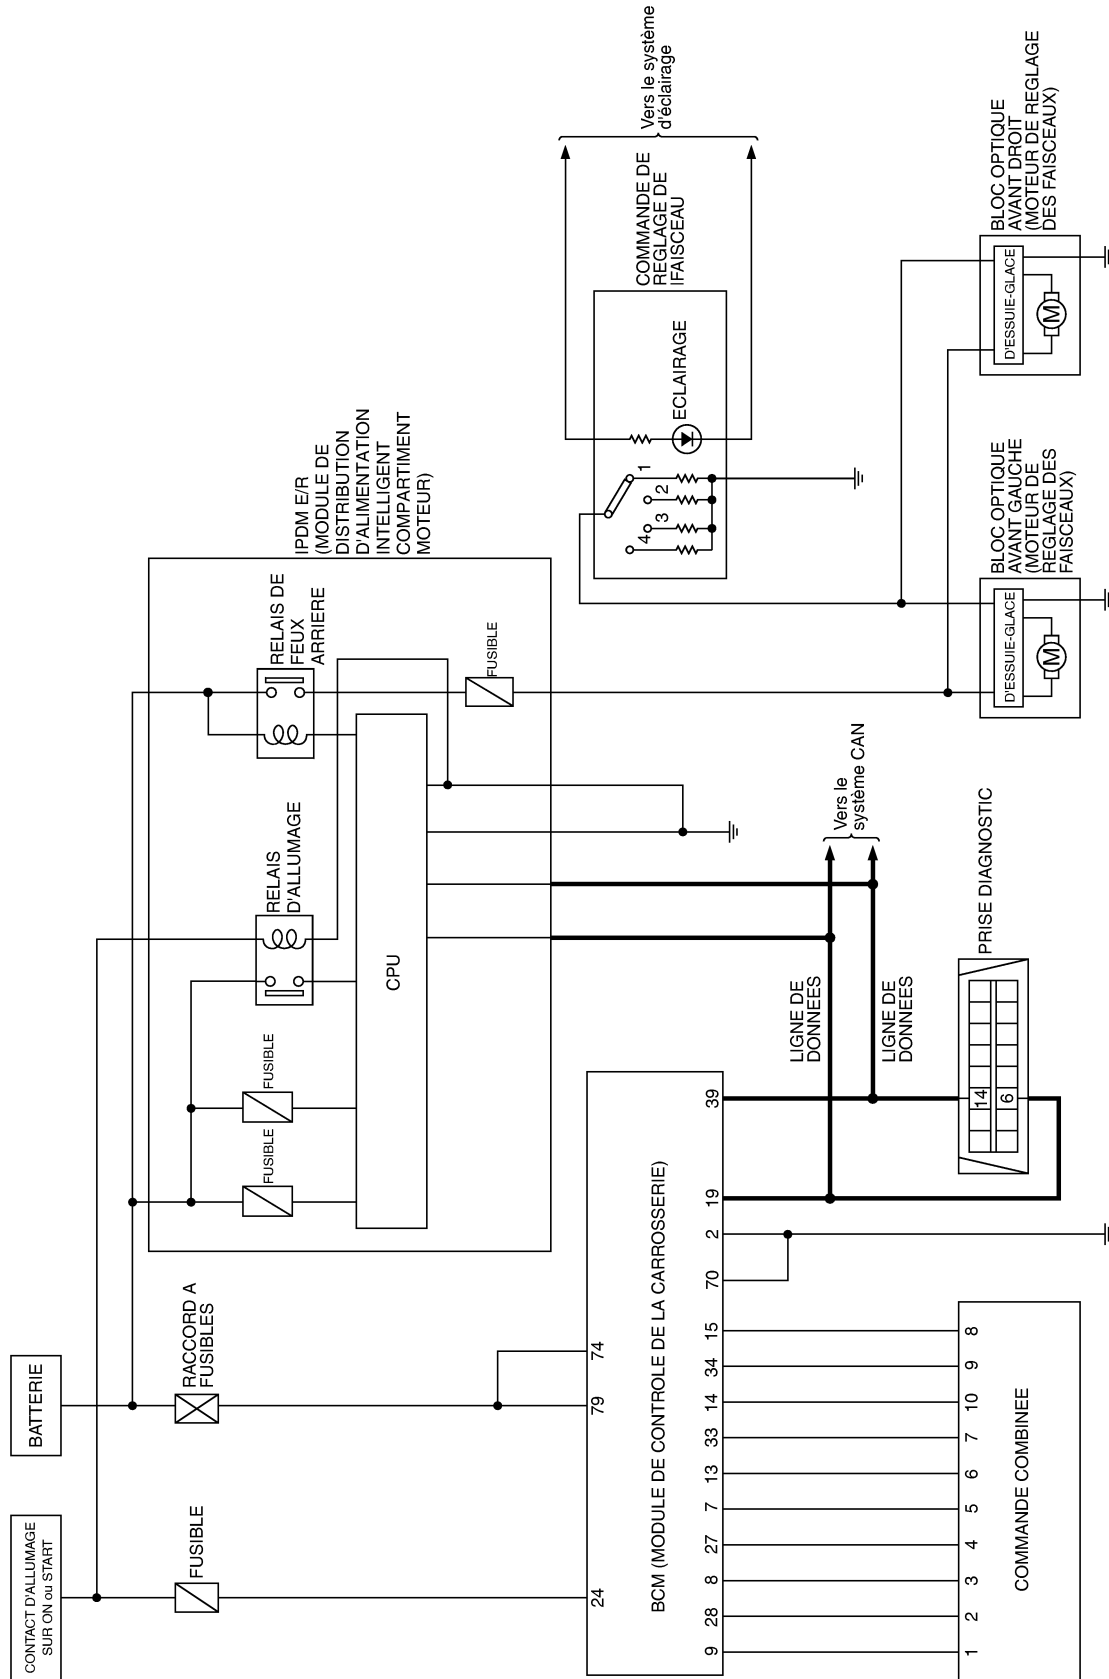 CONTACT D'ALLUMAGE
SUR ON ou START
BATTERIE
FUSIBLE
RACCORD A
FUSIBLES
IPDM E/R
(MODULE DE
DISTRIBUTION
D'ALIMENTATION
INTELLIGENT
COMPARTIMENT
MOTEUR)
FUSIBLE
FUSIBLE
RELAIS
D'ALLUMAGE
RELAIS DE
FEUX
ARRIERE
CPU
FUSIBLE
Vers le système
d'éclairage
COMMANDE DE
REGLAGE DE
IFAISCEAU
ECLAIRAGE
1
2
3
4
24
79
74
BCM (MODULE DE CONTROLE DE LA CARROSSERIE)
9
28
8
27
7
13
33
14
34
15
70
2
19
39
LIGNE DE
DONNEES
LIGNE DE
DONNEES
Vers le
système CAN
PRISE DIAGNOSTIC
14
6
1
2
3
4
5
6
7
10
9
8
COMMANDE COMBINEE
BLOC OPTIQUE
AVANT GAUCHE
(MOTEUR DE
REGLAGE DES
FAISCEAUX)
D'ESSUIE-GLACE
M
BLOC OPTIQUE
AVANT DROIT
(MOTEUR DE REGLAGE
DES FAISCEAUX)
D'ESSUIE-GLACE
M